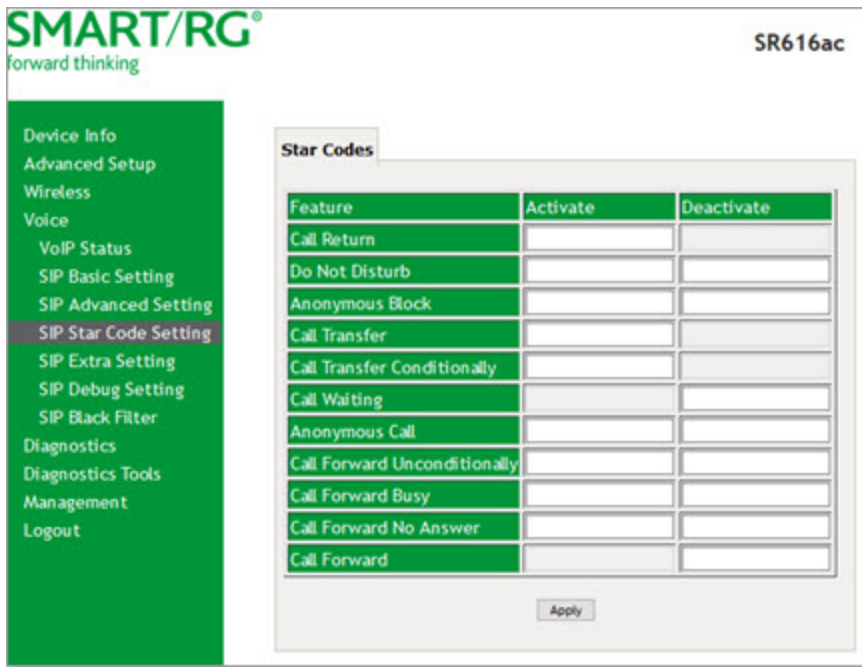 SMART/RG®
forward thinking
SR616ac
Device Info
Advanced Setup
Wireless
Voice
VoIP Status
SIP Basic Setting
SIP Advanced Setting
SIP Star Code Setting
SIP Extra Setting
SIP Debug Setting
SIP Black Filter
Diagnostics
Diagnostics Tools
Management
Logout
Star Codes
Feature Activate Deactivate
Call Return
Do Not Disturb
Anonymous Block
Call Transfer
Call Transfer Conditionally
Call Waiting
Anonymous Call
Call Forward Unconditionally
Call Forward Busy
Call Forward No Answer
Call Forward
Apply